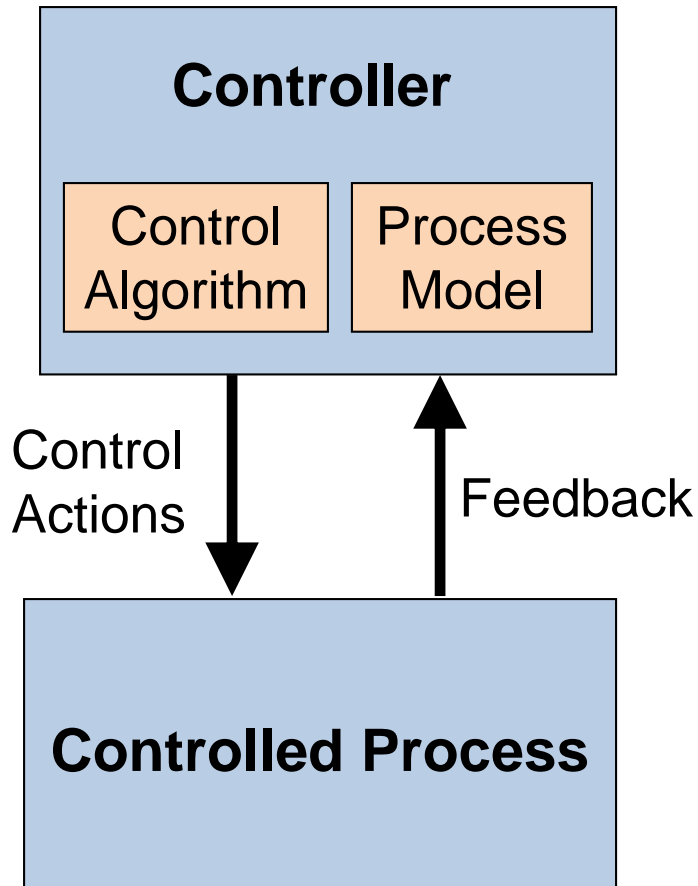 Controller
Control
Algorithm
Process
Model
Control
Actions
Feedback
Controlled Process